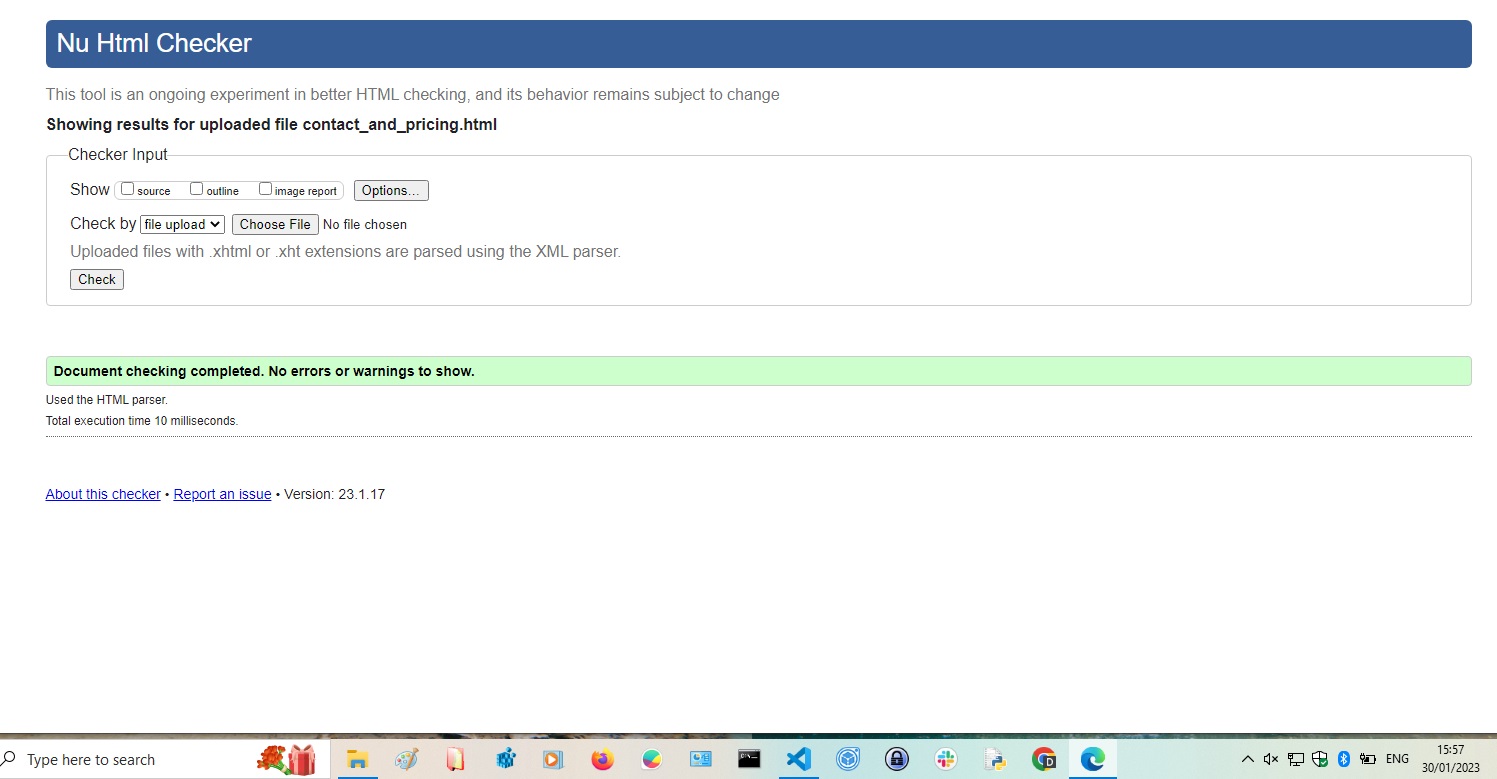 Nu Html Checker
This tool is an ongoing experiment in better HTML checking, and its behavior remains subject to change
Showing results for uploaded file contact_and_pricing.html
Checker Input
Show source outline image report Options...
Check by file upload Choose File No file chosen
Uploaded files with .xhtml or .xht extensions are parsed using the XML parser.
Check
Document checking completed. No errors or warnings to show.
Used the HTML parser.
Total execution time 10 milliseconds.
About this checker • Report an issue • Version: 23.1.17
Type here to search
D
ENG
15:57
30/01/2023